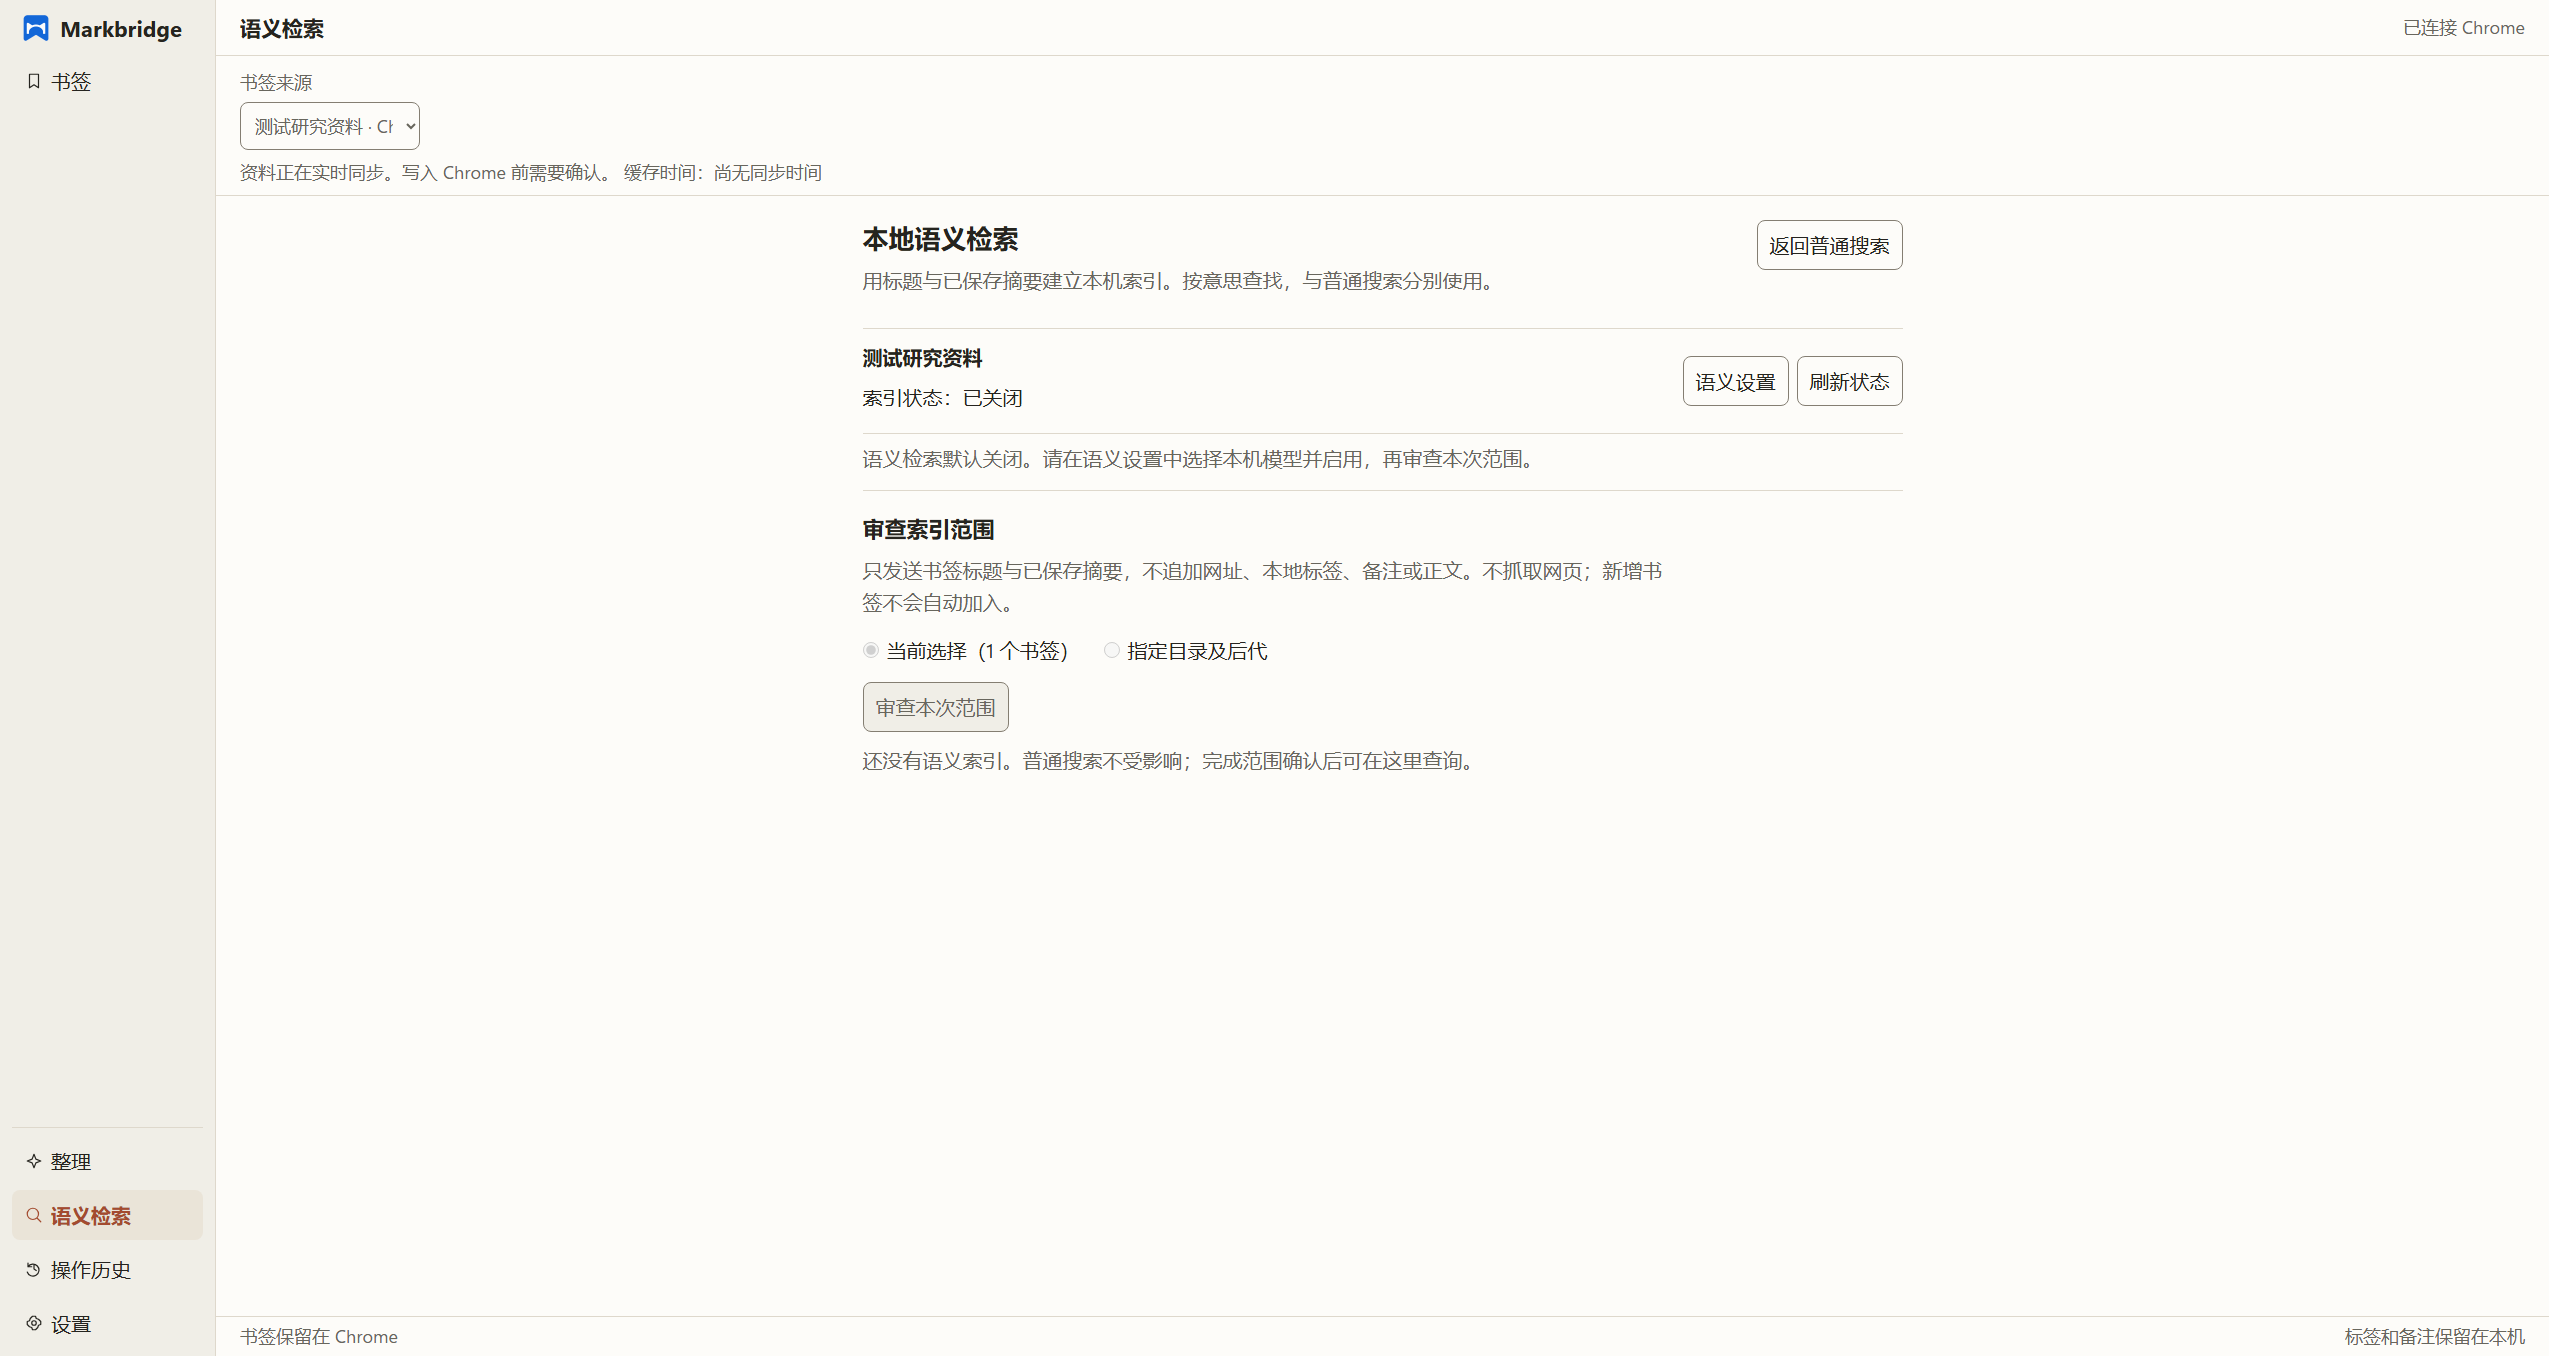 Markbridge
书签
整理
语义检索
操作历史
设置
语义检索
已连接 Chrome
书签来源
测试研究资料 · Ch
资料正在实时同步。写入 Chrome 前需要确认。 缓存时间：尚无同步时间
本地语义检索
返回普通搜索
用标题与已保存摘要建立本机索引。按意思查找，与普通搜索分别使用。
测试研究资料
索引状态：已关闭
语义设置
刷新状态
语义检索默认关闭。请在语义设置中选择本机模型并启用，再审查本次范围。
审查索引范围
只发送书签标题与已保存摘要，不追加网址、本地标签、备注或正文。不抓取网页；新增书
签不会自动加入。
当前选择（1 个书签）
指定目录及后代
审查本次范围
还没有语义索引。普通搜索不受影响；完成范围确认后可在这里查询。
书签保留在 Chrome
标签和备注保留在本机